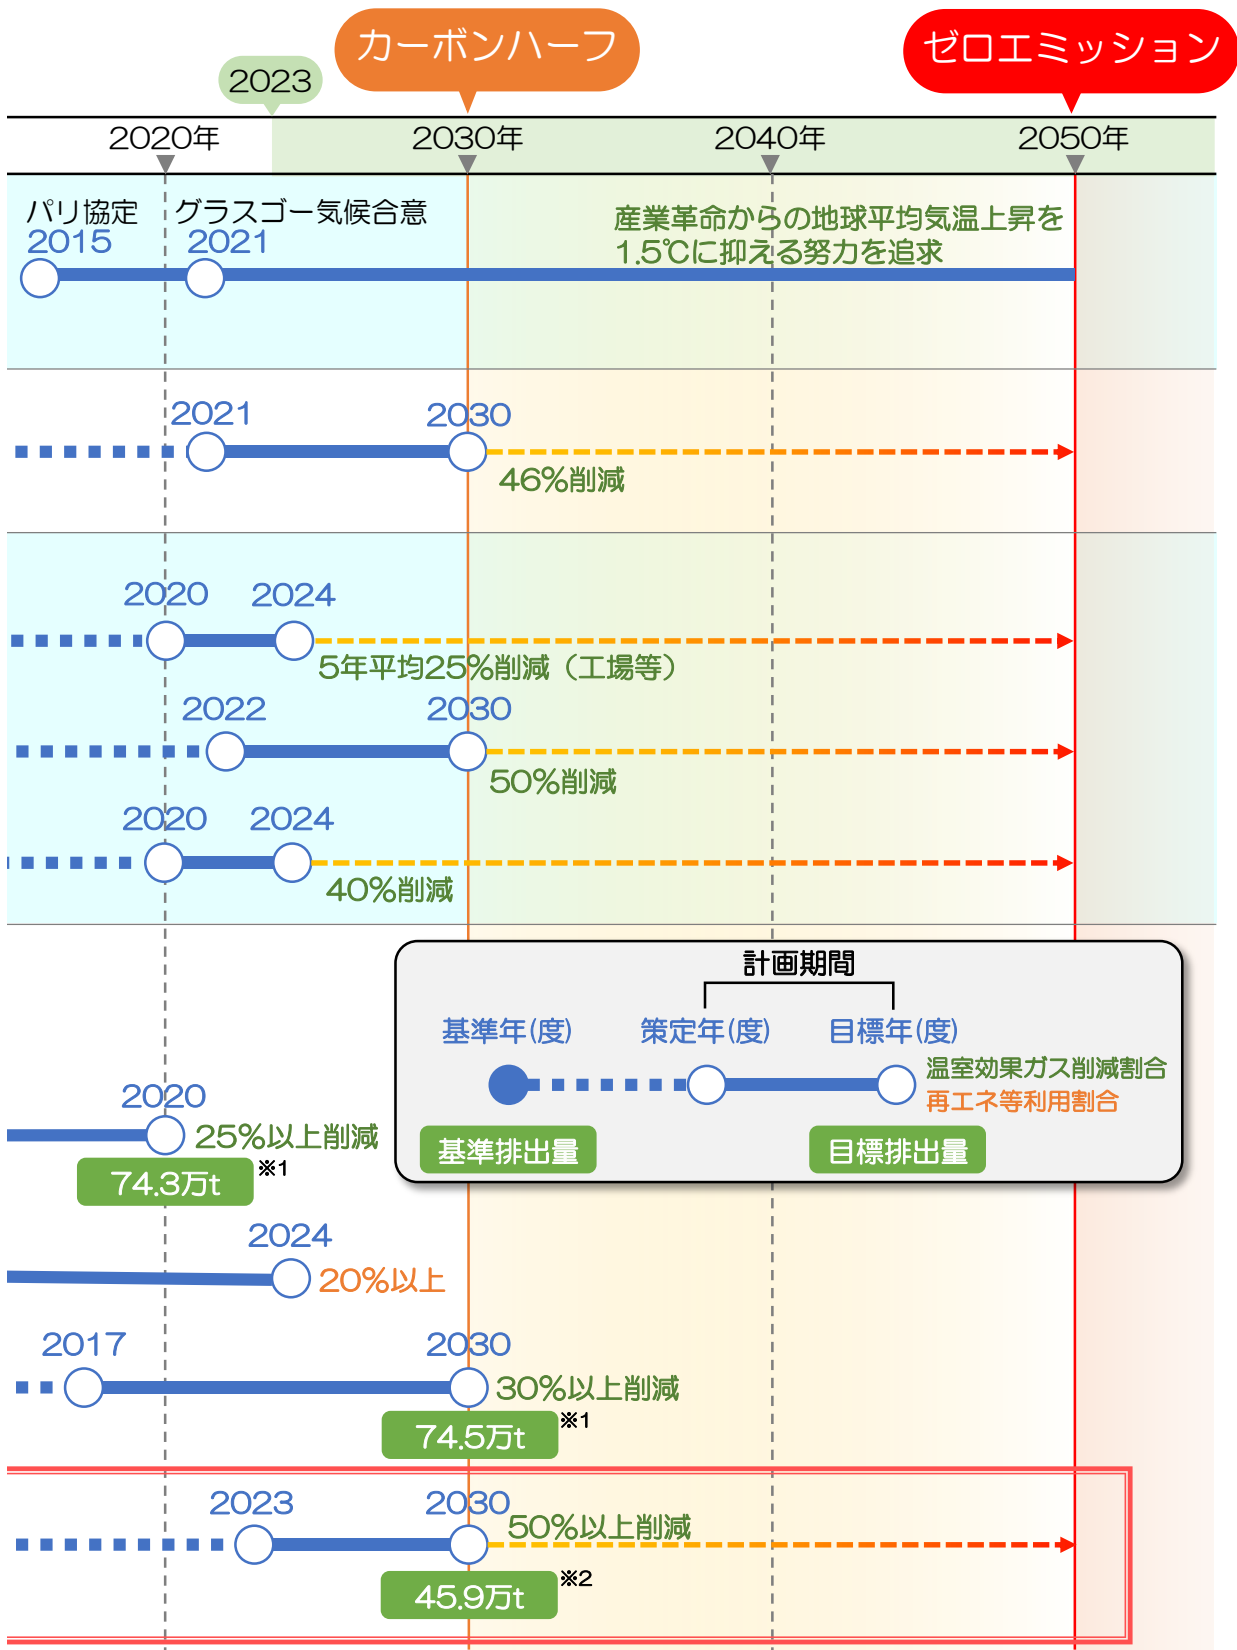 カーボンハーフ
ゼロエミッション
2023
2020年
2030年
2040年
2050年
パリ協定
2015
グラスゴー気候合意
2021
産業革命からの地球平均気温上昇を
1.5℃に抑える努力を追求
2021
2030
46%削減
2020
2024
5年平均25%削減（工場等）
2022
2030
50%削減
2020
2024
40%削減
計画期間
基準年(度)
策定年(度)
目標年(度)
温室効果ガス削減割合
再エネ等利用割合
基準排出量
目標排出量
2020
25%以上削減
74.3万t
※1
2024
20%以上
2017
2030
30%以上削減
74.5万t
※1
2023
2030
50%以上削減
45.9万t
※2